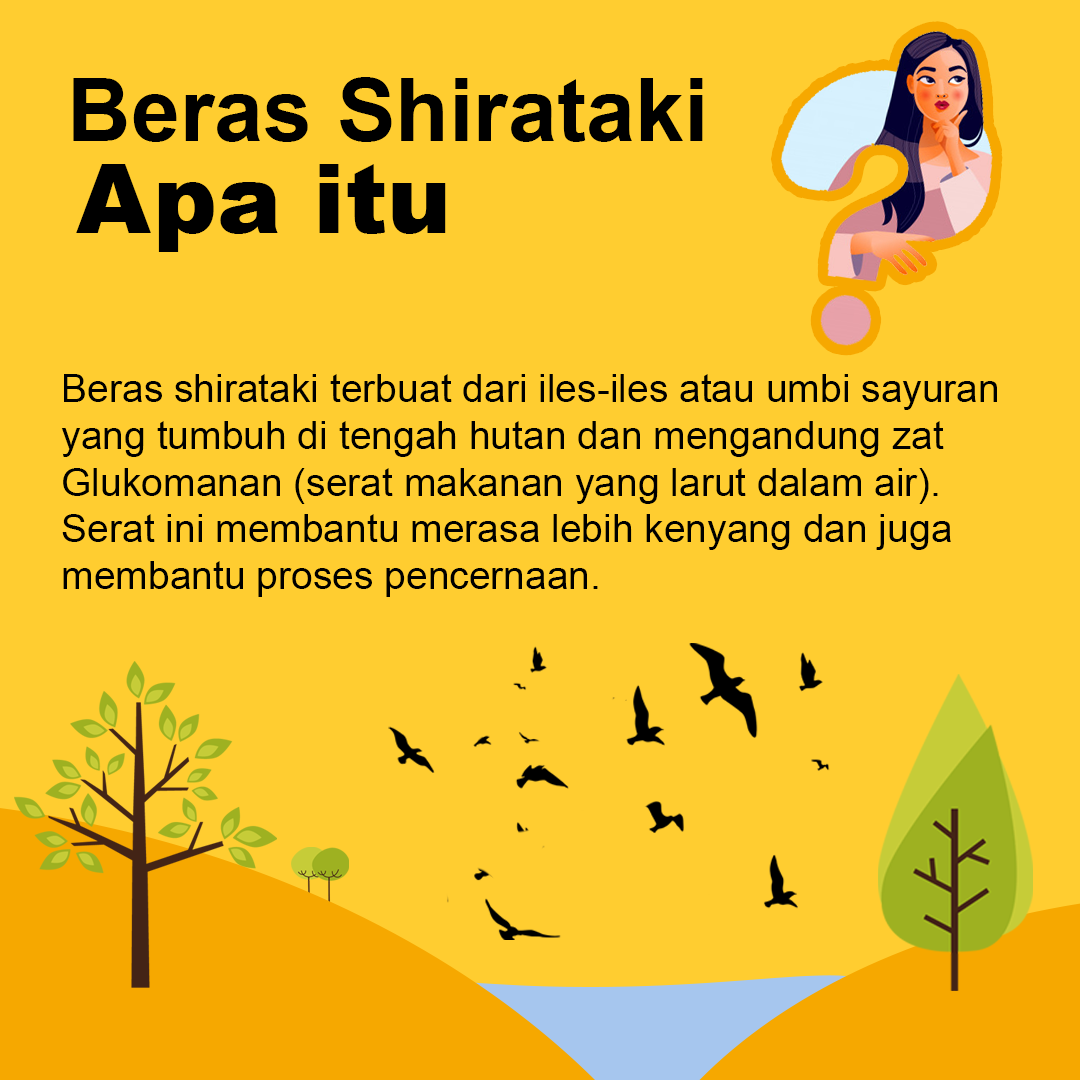 Beras Shirataki
Apa itu
Beras shirataki terbuat dari iles-iles atau umbi sayuran
yang tumbuh di tengah hutan dan mengandung zat
Glukomanan (serat makanan yang larut dalam air).
Serat ini membantu merasa lebih kenyang dan juga
membantu proses pencernaan.